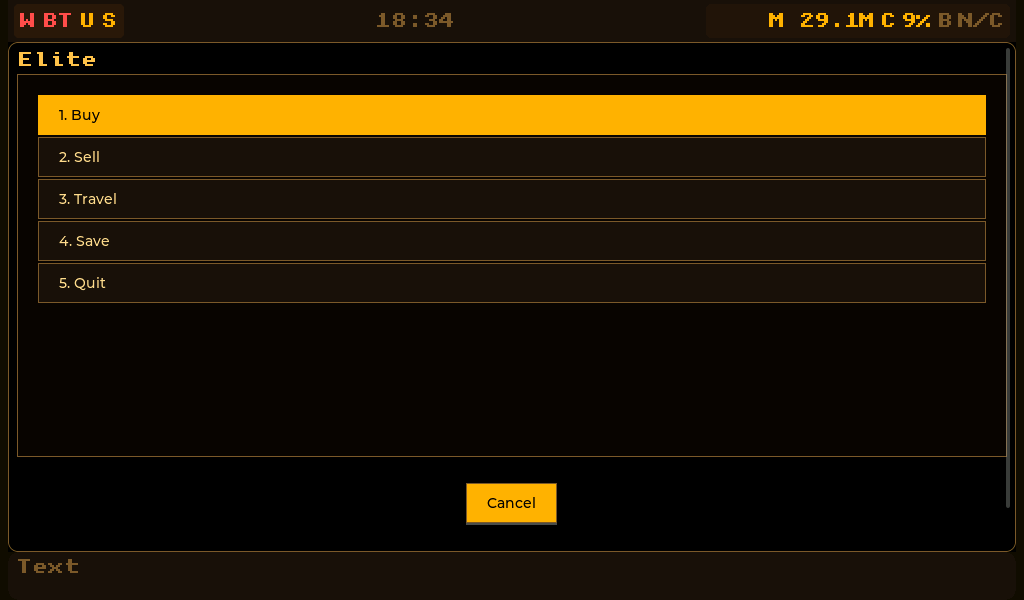 W BT U S 18:34 M 29.1M C 9% B N/C
Elite
1. Buy
2. Sell
3. Travel
4. Save
5. Quit
Cancel
Text